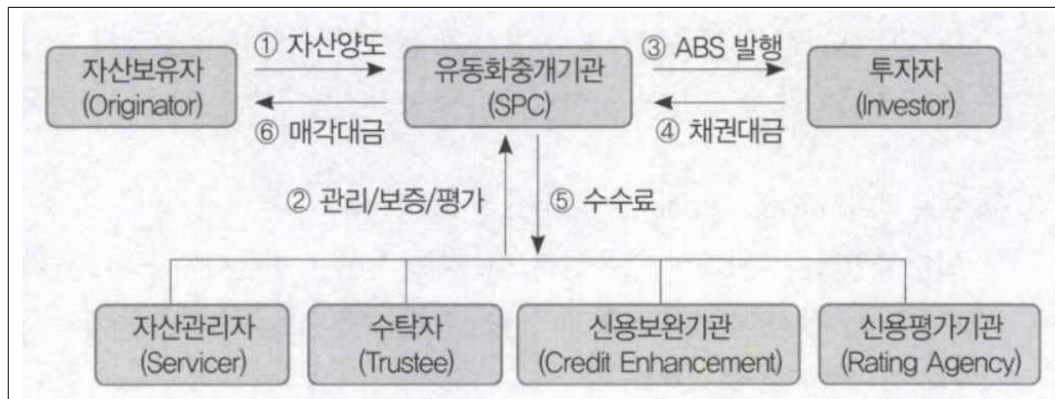 ① 자산양도
③ ABS 발행
자산보유자
(Originator)
유동화중개기관
(SPC)
투자자
(Investor)
⑥ 매각대금
④ 채권대금
② 관리/보증/평가
⑤ 수수료
자산관리자
(Servicer)
수탁자
(Trustee)
신용보완기관
(Credit Enhancement)
신용평가기관
(Rating Agency)